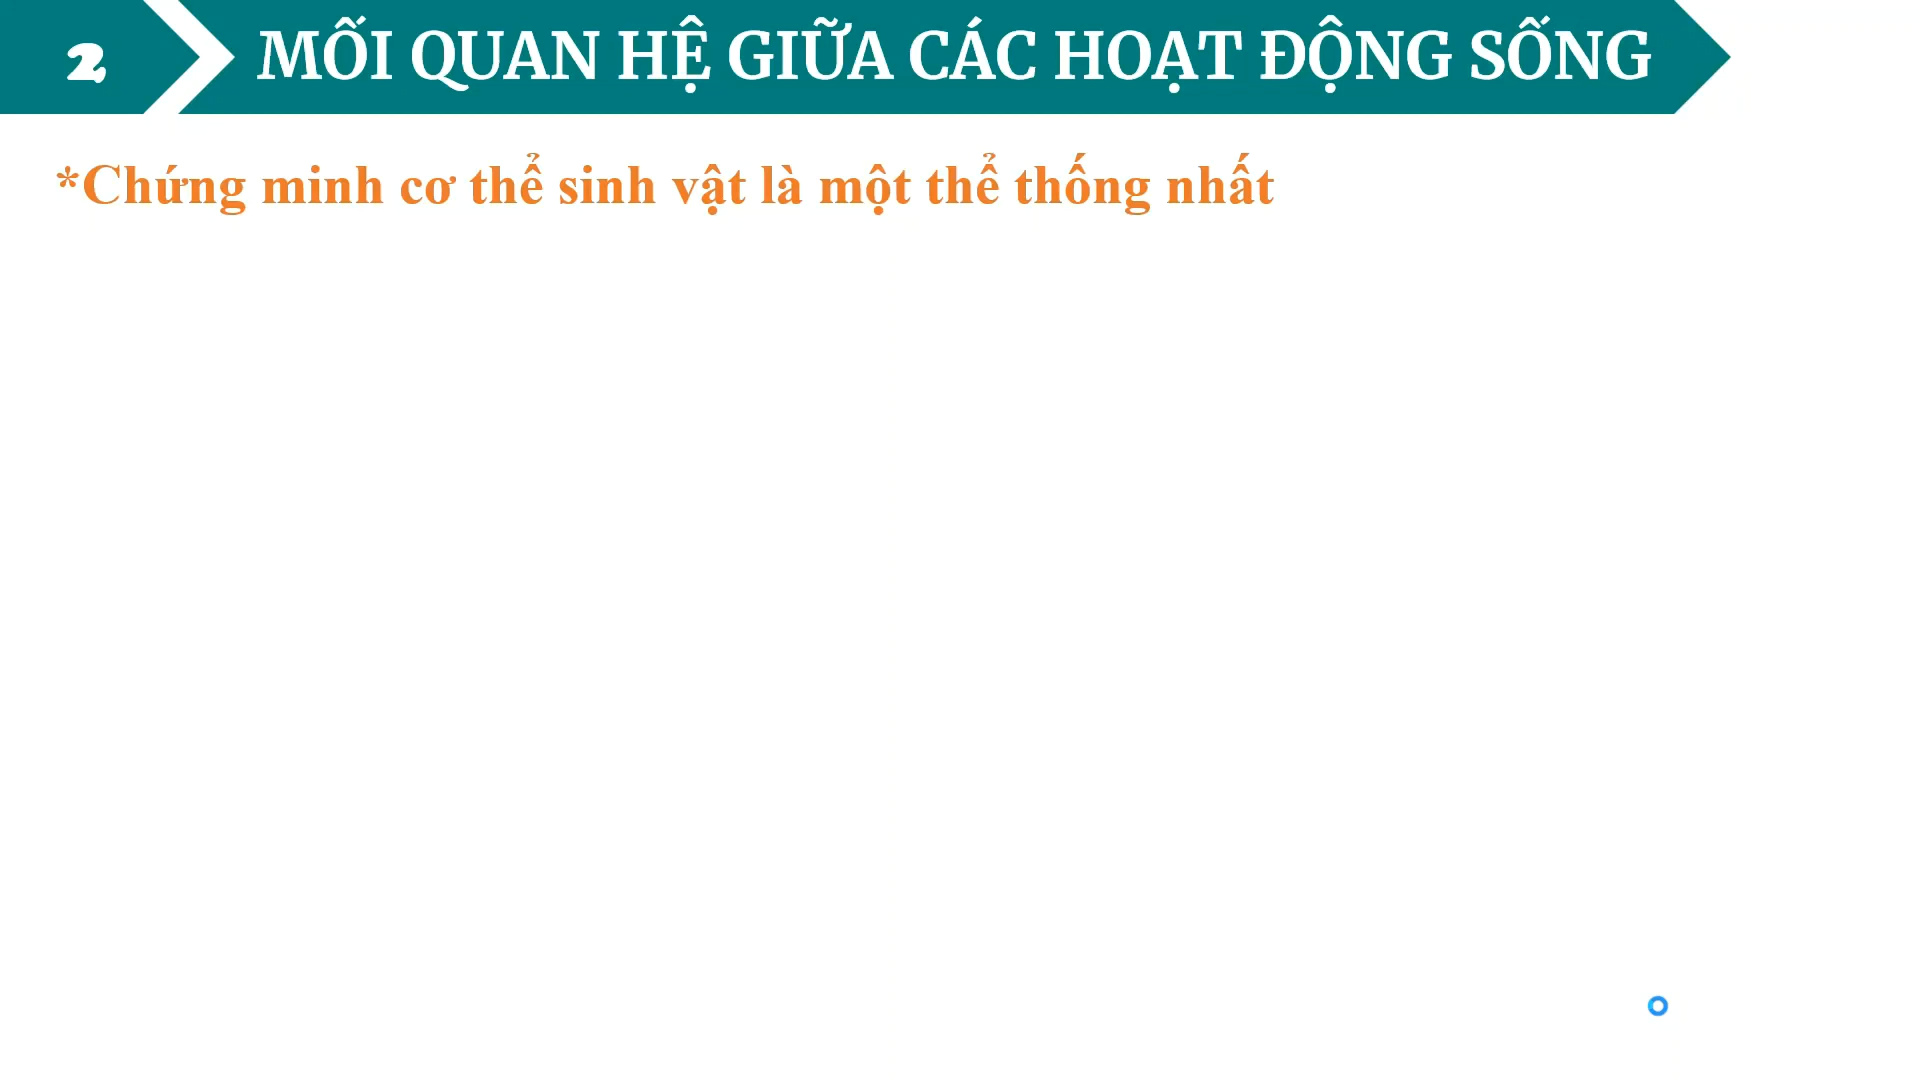 2
MỐI QUAN HỆ GIỮA CÁC HOẠT ĐỘNG SỐNG
*Chứng minh cơ thể sinh vật là một thể thống nhất